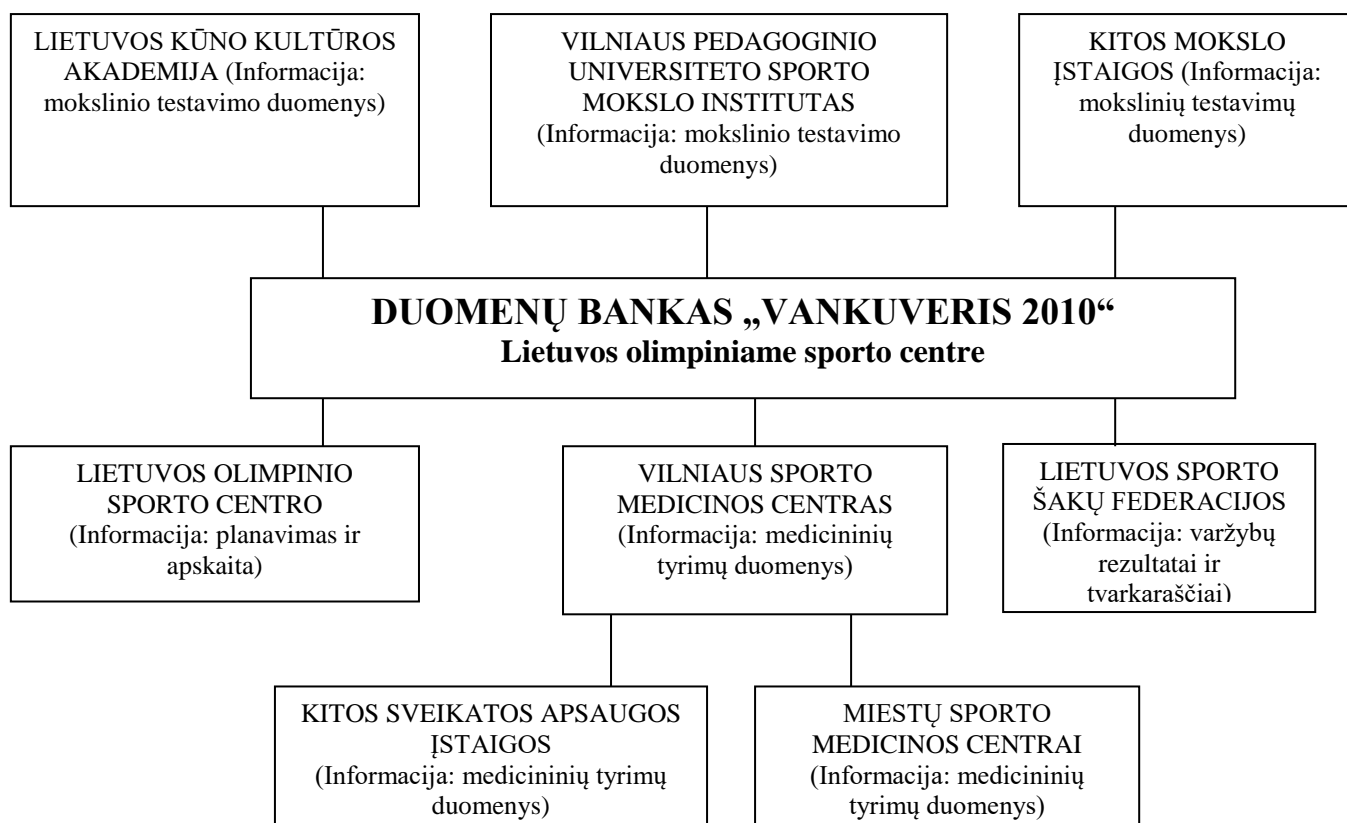 LIETUVOS KŪNO KULTŪROS
AKADEMIJA (Informacija:
mokslinio testavimo duomenys)
VILNIAUS PEDAGOGINIO
UNIVERSITETO SPORTO
MOKSLO INSTITUTAS
(Informacija: mokslinio testavimo
duomenys)
KITOS MOKSLO
ĮSTAIGOS (Informacija:
mokslinių testavimų
duomenys)
DUOMENŲ BANKAS „VANKUVERIS 2010“
Lietuvos olimpiniame sporto centre
LIETUVOS OLIMPINIO
SPORTO CENTRO
(Informacija: planavimas ir
apskaita)
VILNIAUS SPORTO
MEDICINOS CENTRAS
(Informacija: medicininių
tyrimų duomenys)
LIETUVOS SPORTO
ŠAKŲ FEDERACIJOS
(Informacija: varžybų
rezultatai ir
tvarkaraščiai)
KITOS SVEIKATOS APSAUGOS
ĮSTAIGOS
(Informacija: medicininių tyrimų
duomenys)
MIESTŲ SPORTO
MEDICINOS CENTRAI
(Informacija: medicininių
tyrimų duomenys)